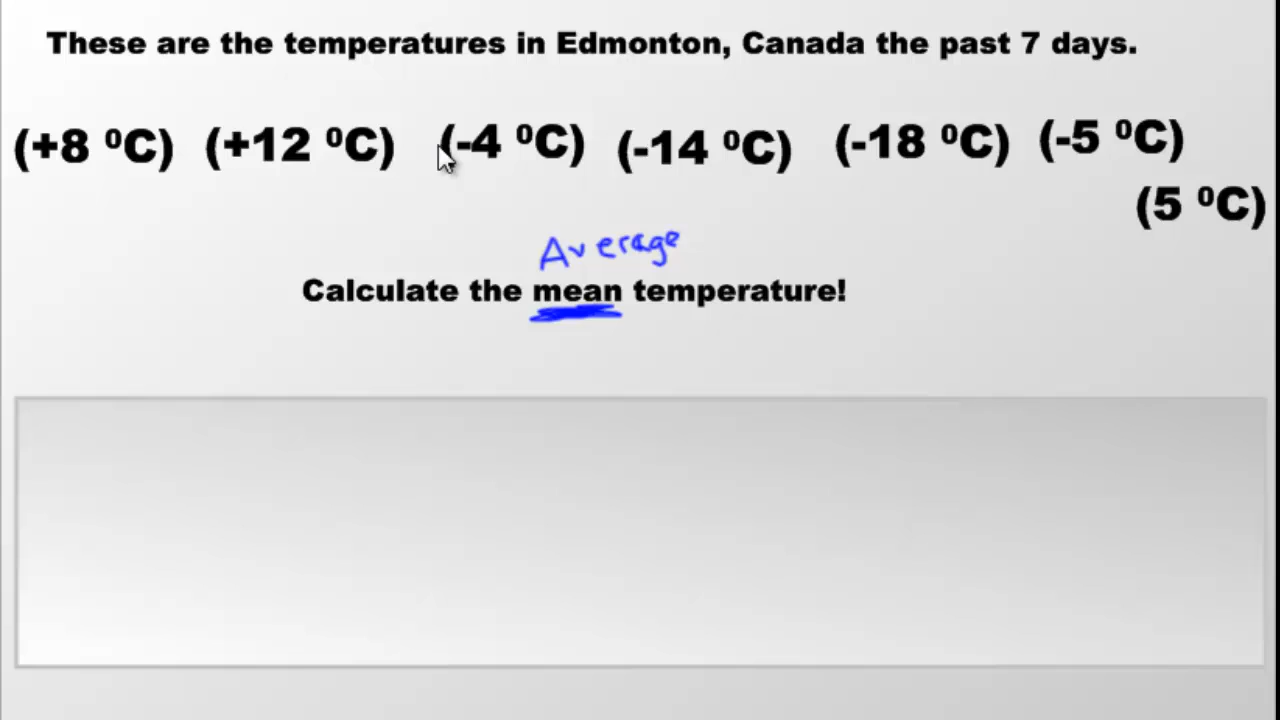 These are the temperatures in Edmonton, Canada the past 7 days.
(+8 ⁰C) (+12 ⁰C) (-4 ⁰C) (-14 ⁰C) (-18 ⁰C) (-5 ⁰C)
(5 ⁰C)
Average
Calculate the mean temperature!